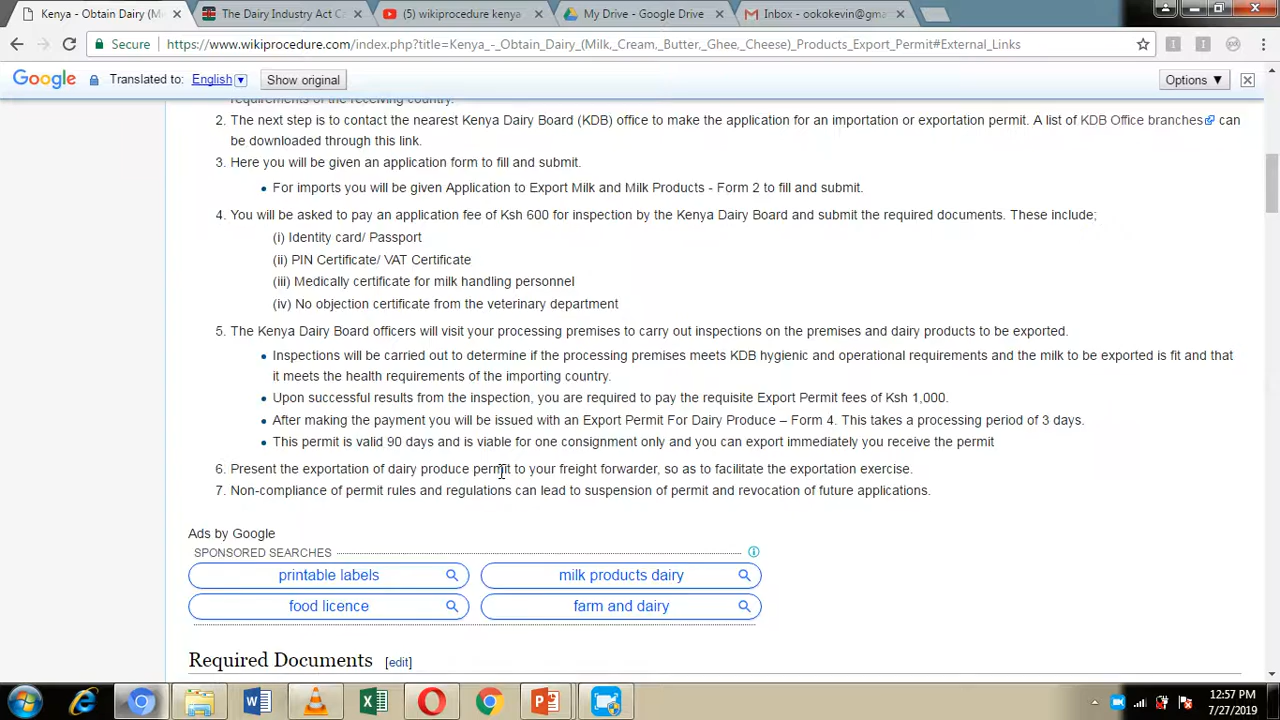 Kenya - Obtain Dairy (Mi
The Dairy Industry Act C
(5) wikiprocedure kenya
My Drive - Google Drive
Inbox - ookokevin@gma
Secure
https://www.wikiprocedure.com/index.php?title=Kenya_-_Obtain_Dairy_(Milk,_Cream,_Butter,_Ghee,_Cheese)_Products_Export_Permit#External_Links
Google Translated to: English Show original Options ▼
requirements of the receiving country.
2. The next step is to contact the nearest Kenya Dairy Board (KDB) office to make the application for an importation or exportation permit. A list of KDB Office branches can
be downloaded through this link.
3. Here you will be given an application form to fill and submit.
For imports you will be given Application to Export Milk and Milk Products - Form 2 to fill and submit.
4. You will be asked to pay an application fee of Ksh 600 for inspection by the Kenya Dairy Board and submit the required documents. These include;
(i) Identity card/ Passport
(ii) PIN Certificate/ VAT Certificate
(iii) Medically certificate for milk handling personnel
(iv) No objection certificate from the veterinary department
5. The Kenya Dairy Board officers will visit your processing premises to carry out inspections on the premises and dairy products to be exported.
Inspections will be carried out to determine if the processing premises meets KDB hygienic and operational requirements and the milk to be exported is fit and that
it meets the health requirements of the importing country.
Upon successful results from the inspection, you are required to pay the requisite Export Permit fees of Ksh 1,000.
After making the payment you will be issued with an Export Permit For Dairy Produce – Form 4. This takes a processing period of 3 days.
This permit is valid 90 days and is viable for one consignment only and you can export immediately you receive the permit
6. Present the exportation of dairy produce permit to your freight forwarder, so as to facilitate the exportation exercise.
7. Non-compliance of permit rules and regulations can lead to suspension of permit and revocation of future applications.
Ads by Google
SPONSORED SEARCHES
printable labels
milk products dairy
food licence
farm and dairy
Required Documents [edit]
12:57 PM
7/27/2019